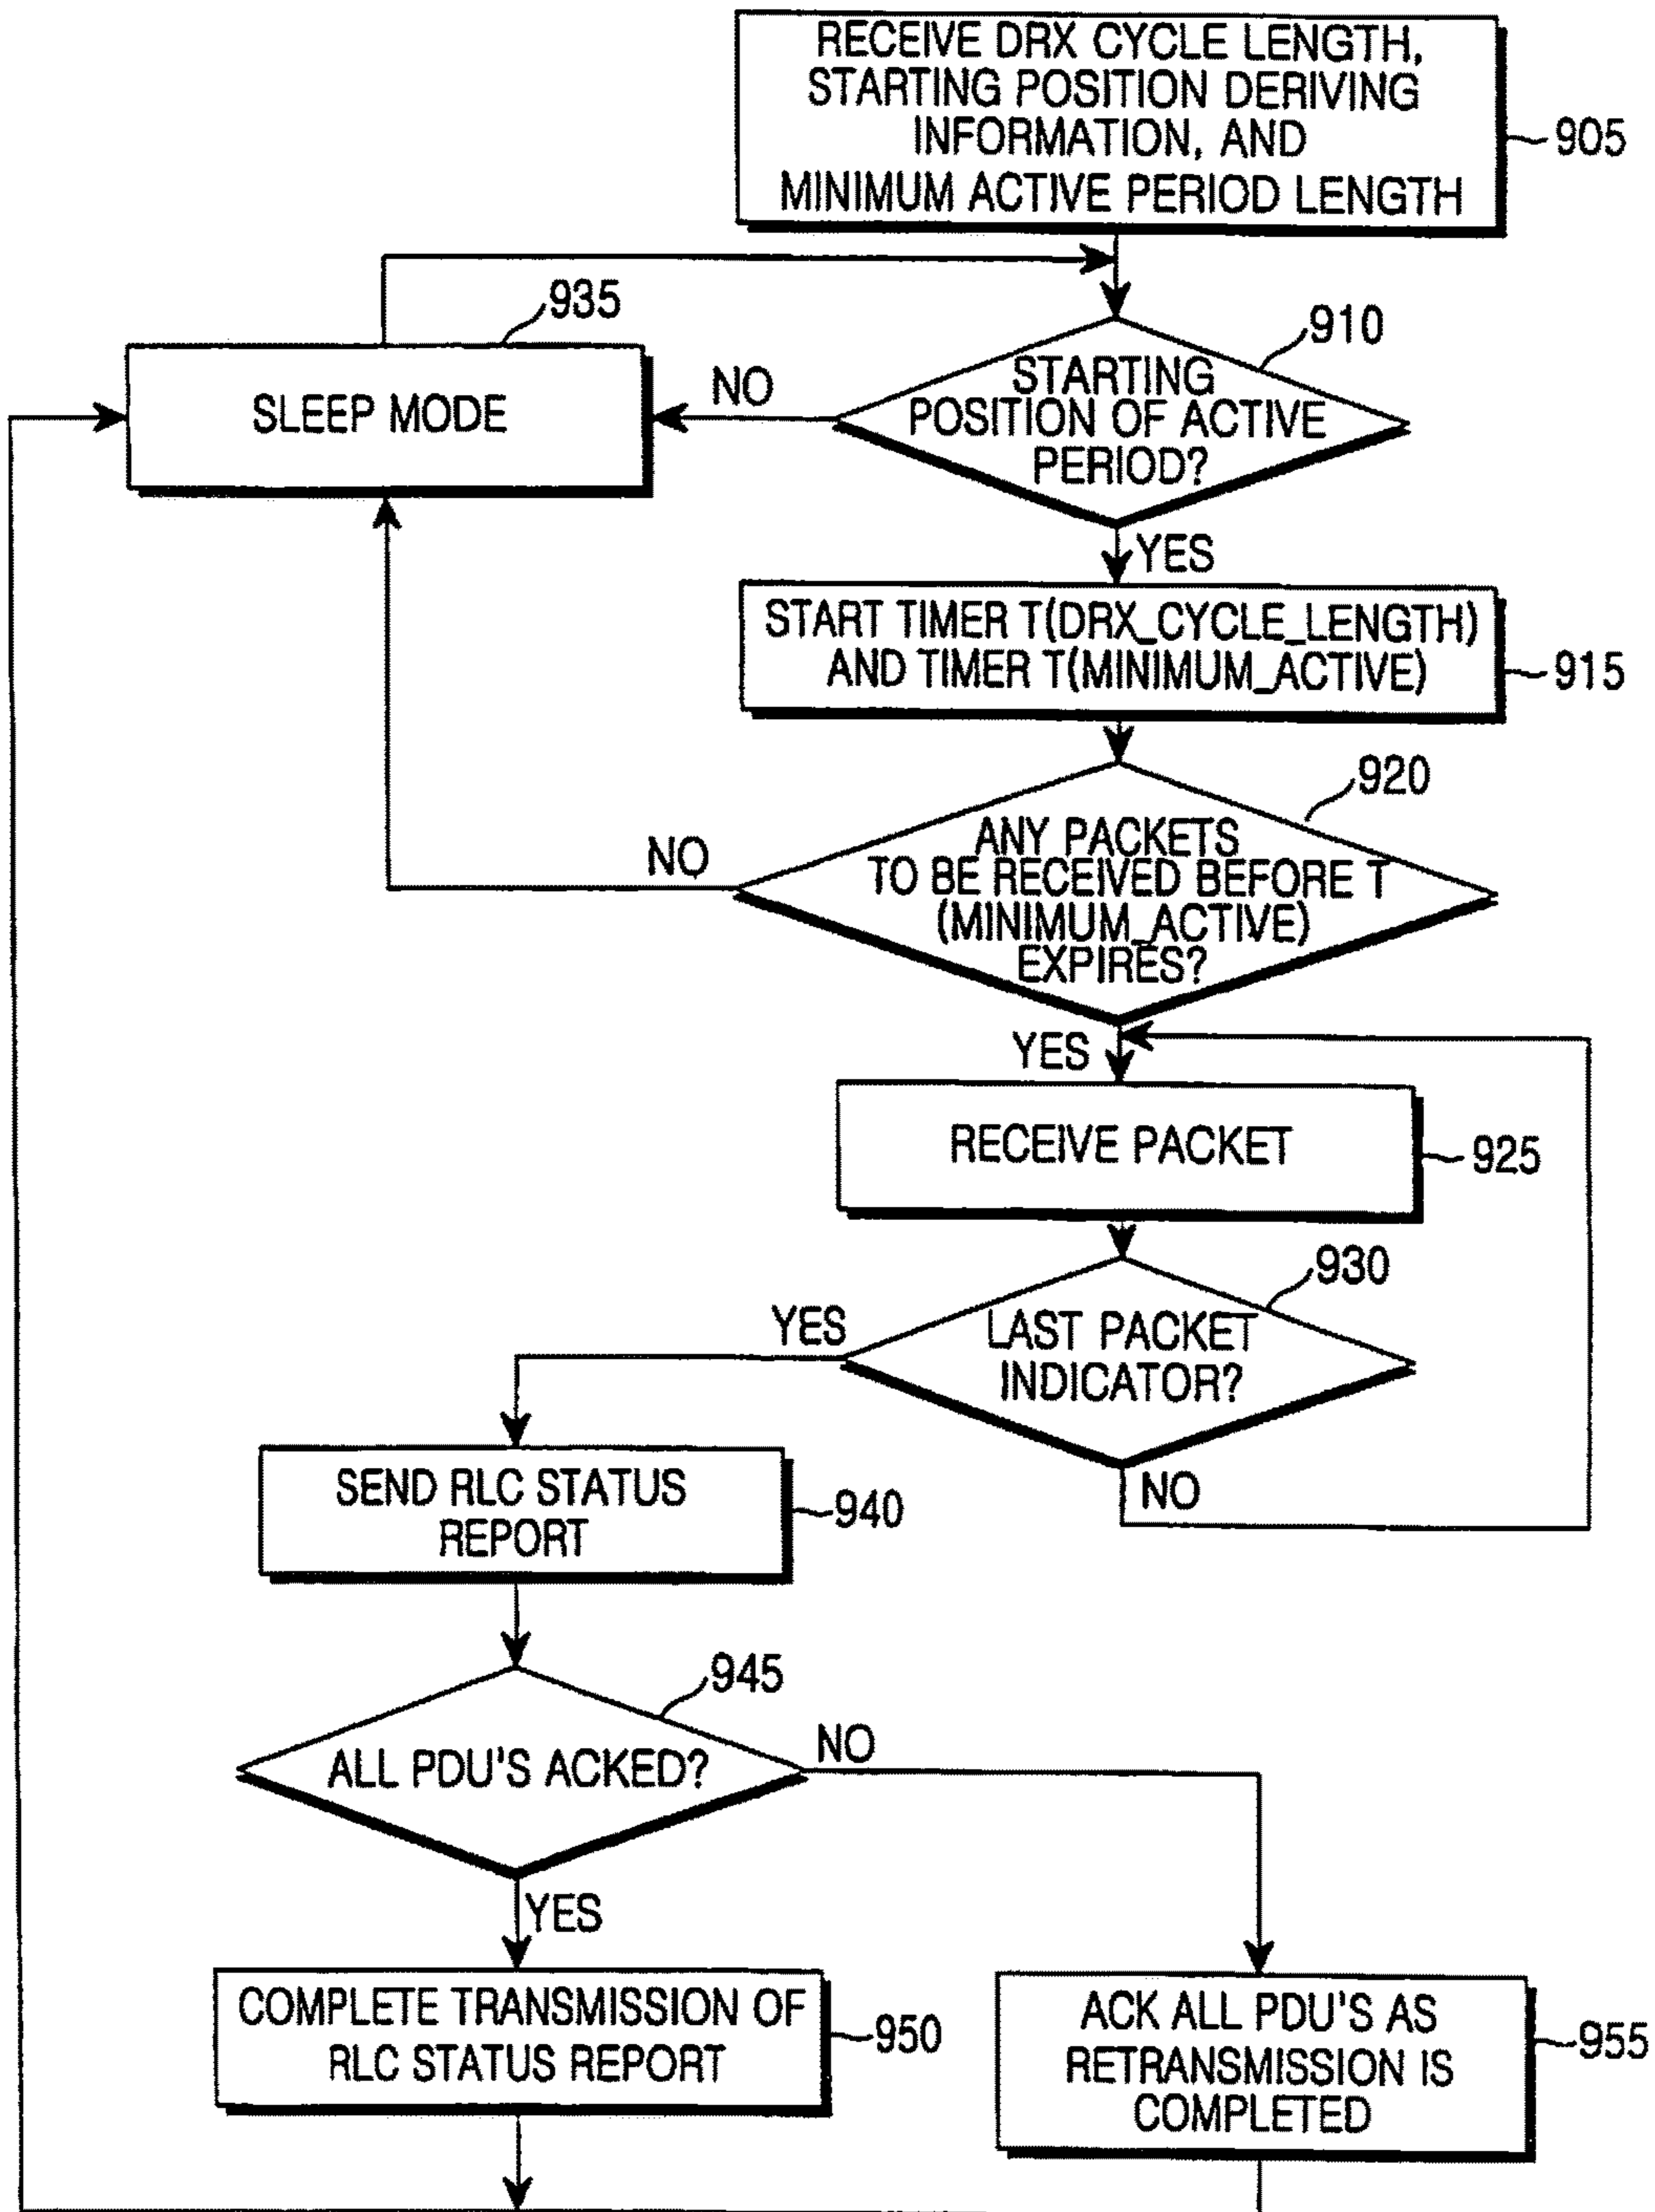 RECEIVE DRX CYCLE LENGTH,
STARTING POSITION DERIVING
INFORMATION, AND
MINIMUM ACTIVE PERIOD LENGTH
905
935
SLEEP MODE
910
STARTING
POSITION OF ACTIVE
PERIOD?
NO
YES
START TIMER T(DRX_CYCLE_LENGTH)
AND TIMER T(MINIMUM_ACTIVE)
915
920
ANY PACKETS
TO BE RECEIVED BEFORE T
(MINIMUM_ACTIVE)
EXPIRES?
NO
YES
RECEIVE PACKET
925
930
LAST PACKET
INDICATOR?
YES
NO
SEND RLC STATUS
REPORT
940
945
ALL PDU'S ACKED?
NO
YES
COMPLETE TRANSMISSION OF
RLC STATUS REPORT
950
ACK ALL PDU'S AS
RETRANSMISSION IS
COMPLETED
955